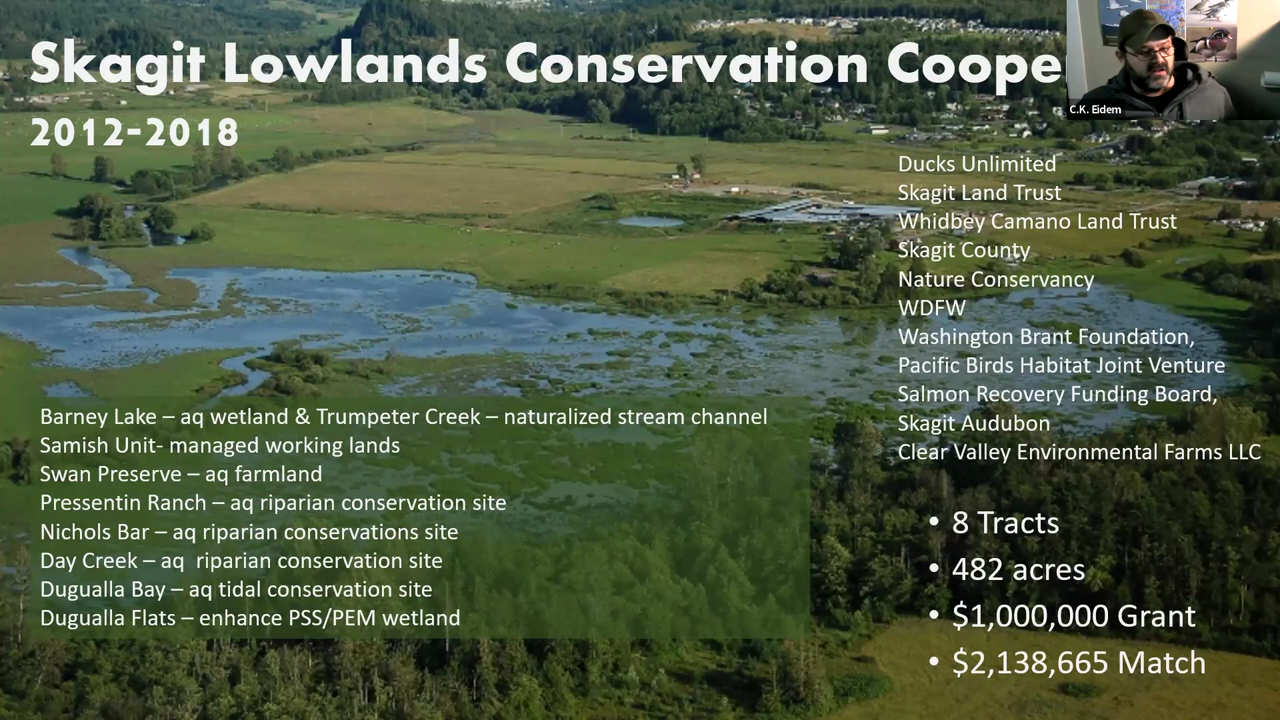 Skagit Lowlands Conservation Coope
C.K. Eidem
2012-2018
Ducks Unlimited
Skagit Land Trust
Whidbey Camano Land Trust
Skagit County
Nature Conservancy
WDFW
Washington Brant Foundation,
Pacific Birds Habitat Joint Venture
Salmon Recovery Funding Board,
Skagit Audubon
Clear Valley Environmental Farms LLC
Barney Lake – aq wetland & Trumpeter Creek – naturalized stream channel
Samish Unit- managed working lands
Swan Preserve – aq farmland
Pressentin Ranch – aq riparian conservation site
Nichols Bar – aq riparian conservations site
Day Creek – aq  riparian conservation site
Dugualla Bay – aq tidal conservation site
Dugualla Flats – enhance PSS/PEM wetland
• 8 Tracts
• 482 acres
• $1,000,000 Grant
• $2,138,665 Match